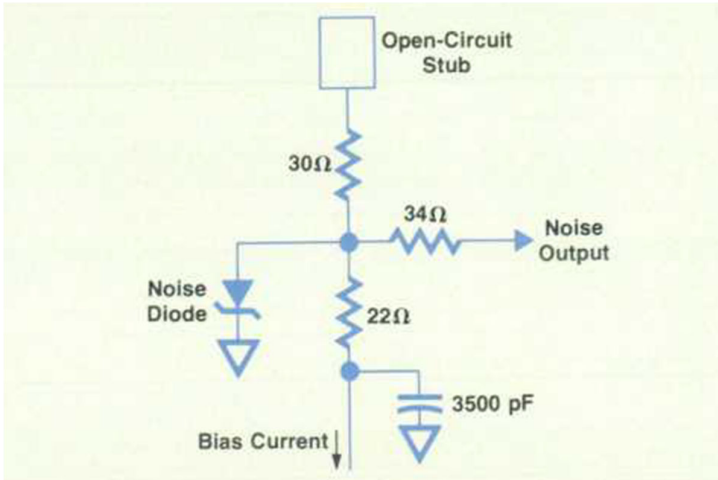 Open-Circuit
Stub
30Ω
34Ω
Noise
Output
Noise
Diode
22Ω
3500 pF
Bias Current